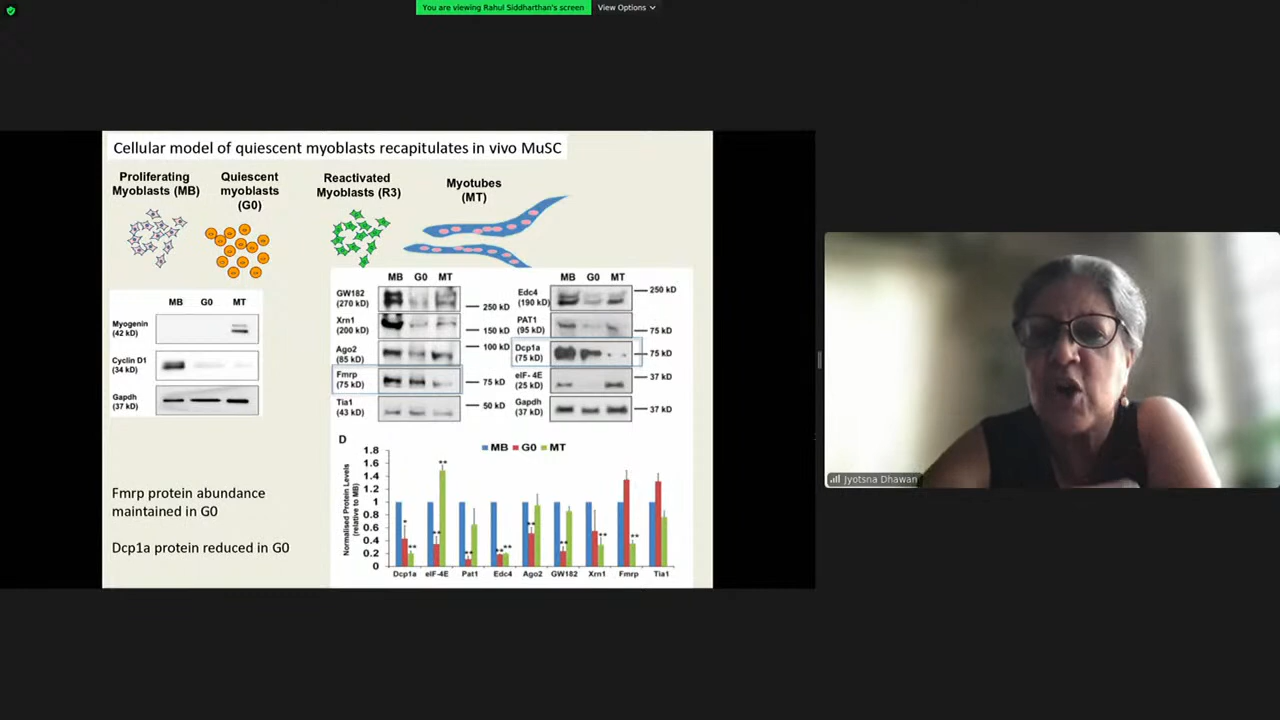 You are viewing Rahul Siddharthan's screen
View Options
Cellular model of quiescent myoblasts recapitulates in vivo MuSC
Proliferating
Myoblasts (MB)
Quiescent
myoblasts
(G0)
Reactivated
Myoblasts (R3)
Myotubes
(MT)
MB G0 MT
Myogenin
(42 kD)
Cyclin D1
(34 kD)
Gapdh
(37 kD)
MB G0 MT
GW182
(270 kD)
250 kD
Xrn1
(200 kD)
150 kD
Ago2
(85 kD)
100 kD
Fmrp
(75 kD)
75 kD
Tia1
(43 kD)
50 kD
MB G0 MT
Edc4
(190 kD)
250 kD
PAT1
(95 kD)
75 kD
Dcp1a
(75 kD)
75 kD
eIF- 4E
(25 kD)
37 kD
Gapdh
(37 kD)
37 kD
D
MB G0 MT
Normalised Protein Levels
(relative to MB)
1.8
1.6
1.4
1.2
1
0.8
0.6
0.4
0.2
0
* ** ** ** ** ** ** ** ** ** **
Dcp1a eIF-4E Pat1 Edc4 Ago2 GW182 Xrn1 Fmrp Tia1
Fmrp protein abundance
maintained in G0
Dcp1a protein reduced in G0
Jyotsna Dhawan